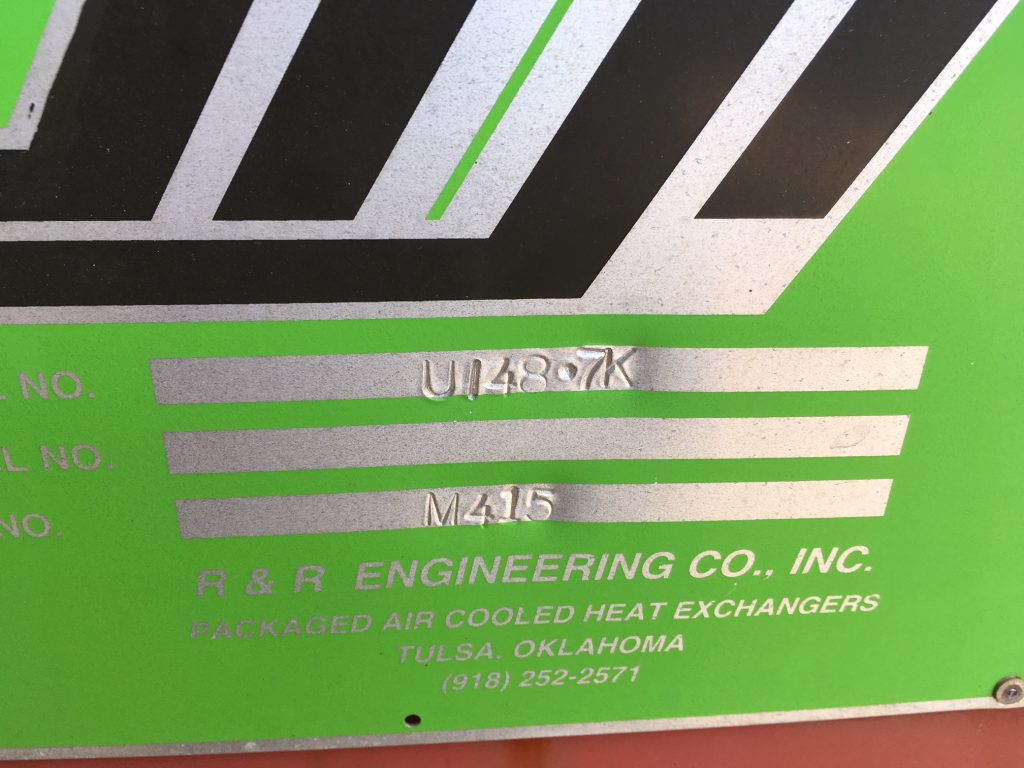 L NO. U148·7K
EL NO.
NO. M415
R & R ENGINEERING CO., INC.
PACKAGED AIR COOLED HEAT EXCHANGERS
TULSA, OKLAHOMA
(918) 252-2571